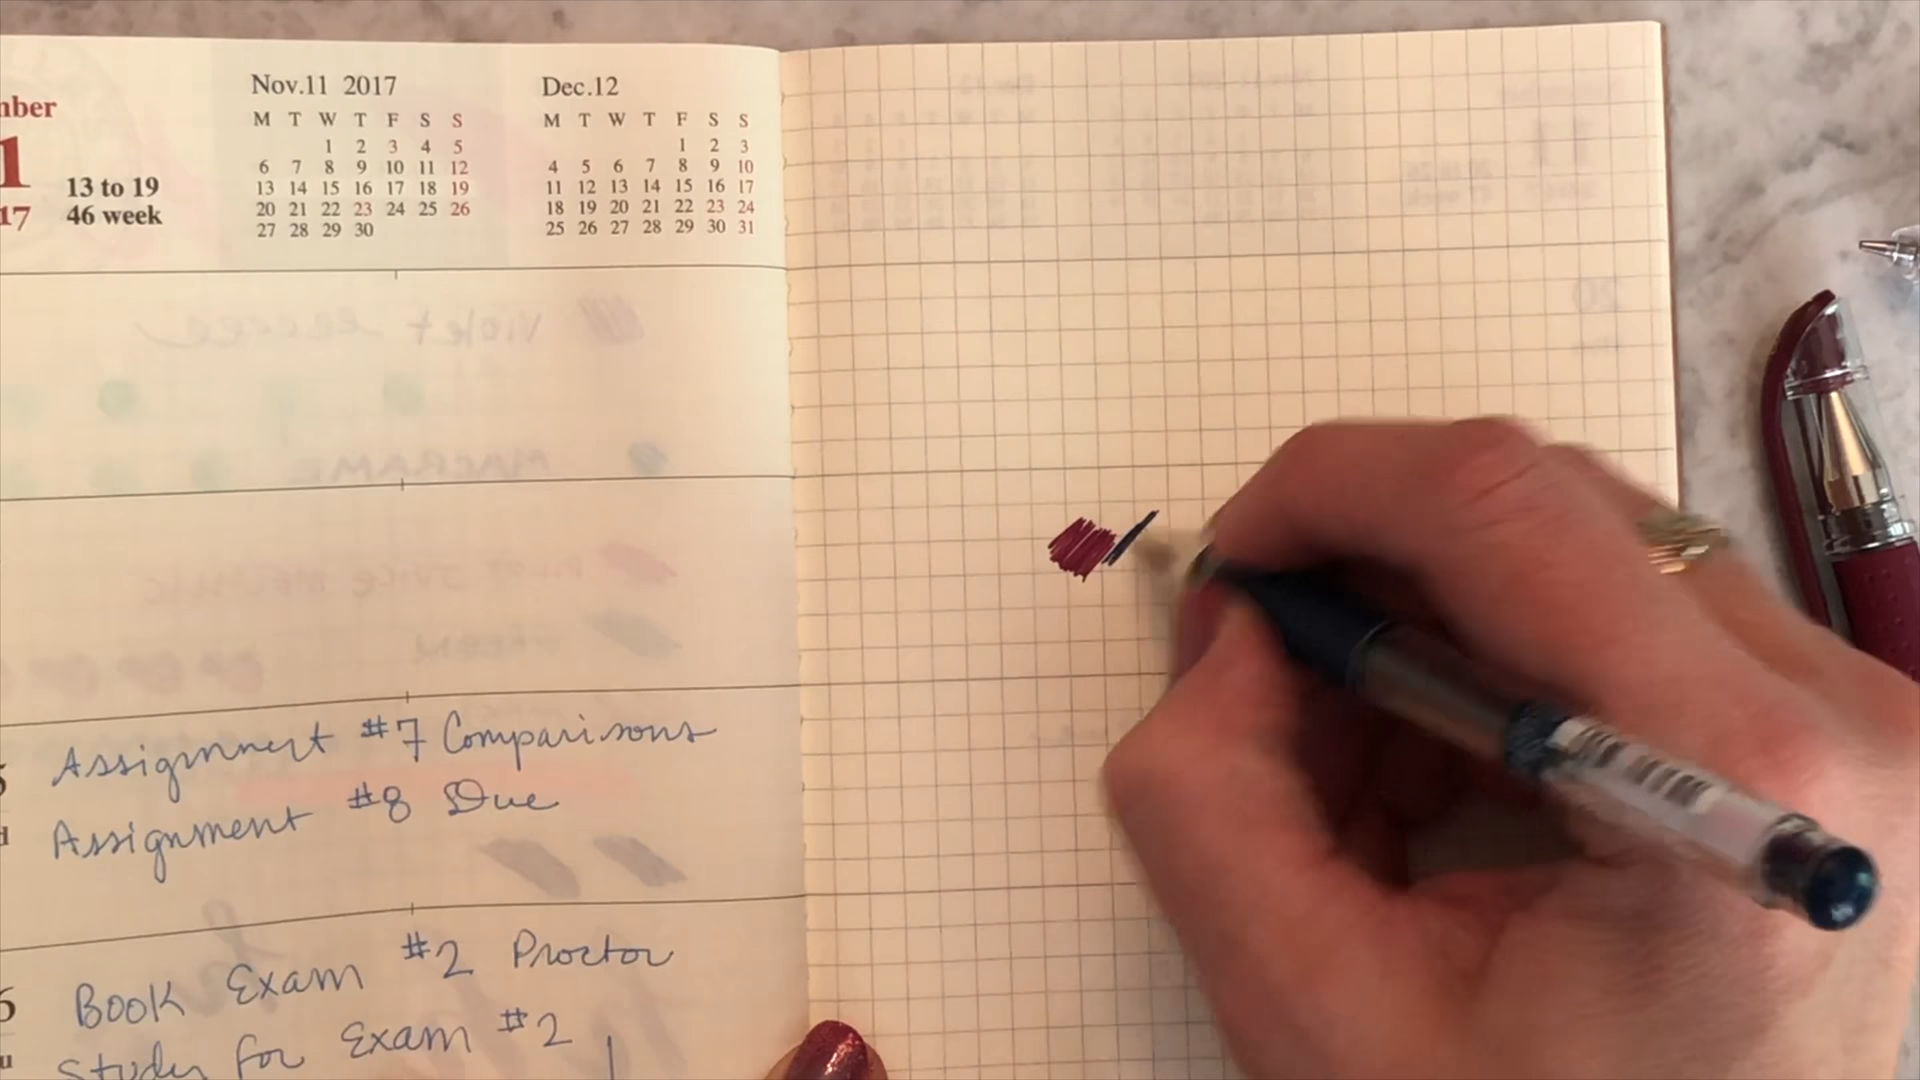 Nov.11 2017
M T W T F S S
1 2 3 4 5
6 7 8 9 10 11 12
13 14 15 16 17 18 19
20 21 22 23 24 25 26
27 28 29 30
Dec.12
M T W T F S S
1 2 3
4 5 6 7 8 9 10
11 12 13 14 15 16 17
18 19 20 21 22 23 24
25 26 27 28 29 30 31
mber
1
17
13 to 19
46 week
Assignment #7 Comparisons
Assignment #8 Due
Book Exam #2 Proctor
Study for Exam #2